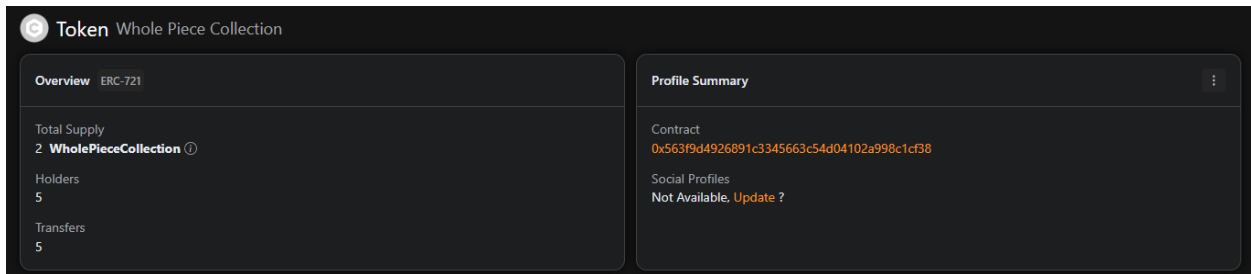 Token Whole Piece Collection
Overview ERC-721
Total Supply
2 WholePieceCollection
Holders
5
Transfers
5
Profile Summary
Contract
0x563f9d4926891c3345663c54d04102a998c1cf38
Social Profiles
Not Available, Update ?